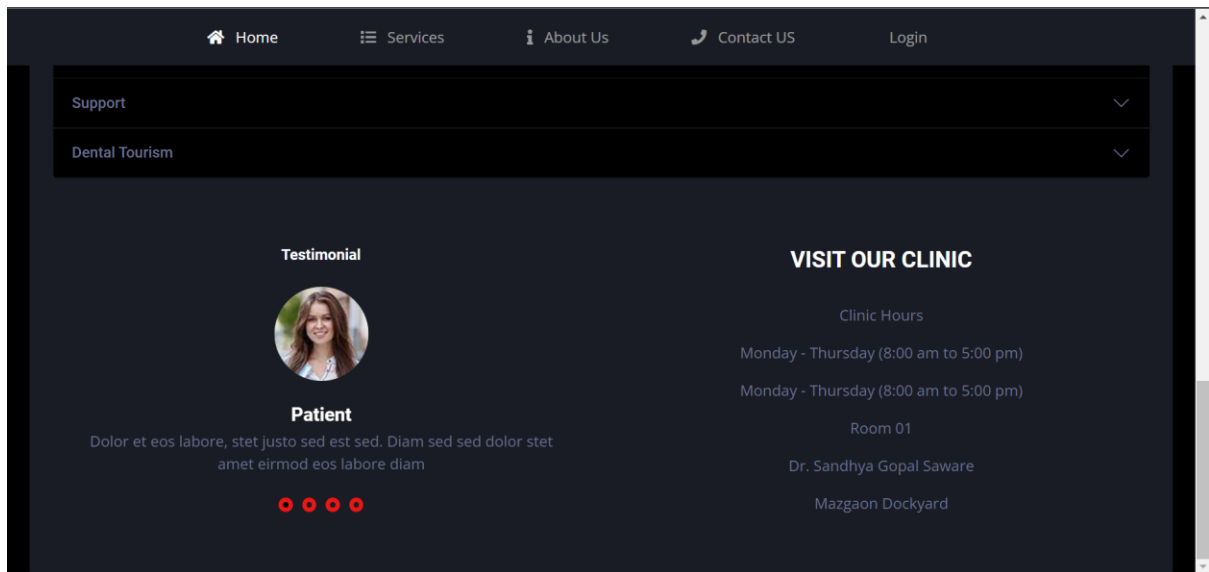 Home Services About Us Contact US Login
Support
Dental Tourism
Testimonial
Patient
Dolor et eos labore, stet justo sed est sed. Diam sed sed dolor stet
amet eirmod eos labore diam
VISIT OUR CLINIC
Clinic Hours
Monday - Thursday (8:00 am to 5:00 pm)
Monday - Thursday (8:00 am to 5:00 pm)
Room 01
Dr. Sandhya Gopal Saware
Mazgaon Dockyard